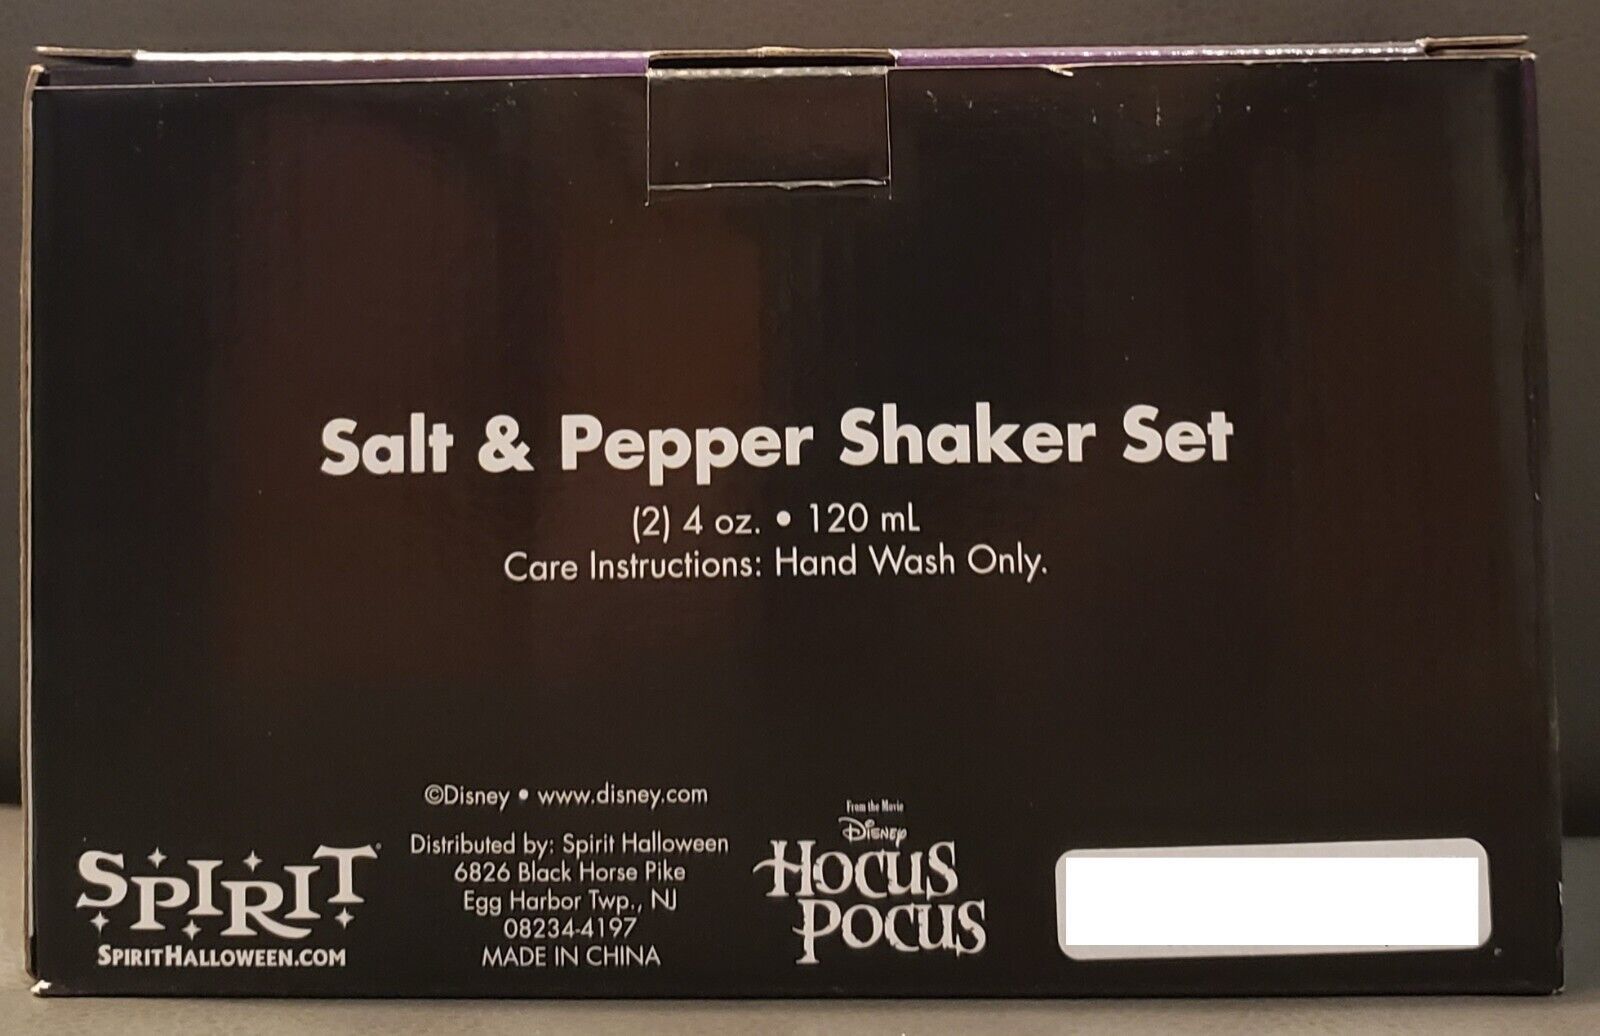 Salt & Pepper Shaker Set
(2) 4 oz. • 120 mL
Care Instructions: Hand Wash Only.
©Disney • www.disney.com
Distributed by: Spirit Halloween
6826 Black Horse Pike
Egg Harbor Twp., NJ
08234-4197
MADE IN CHINA
SPIRIT
SPIRITHALLOWEEN.COM
From the Movie
Disney
HOCUS
POCUS